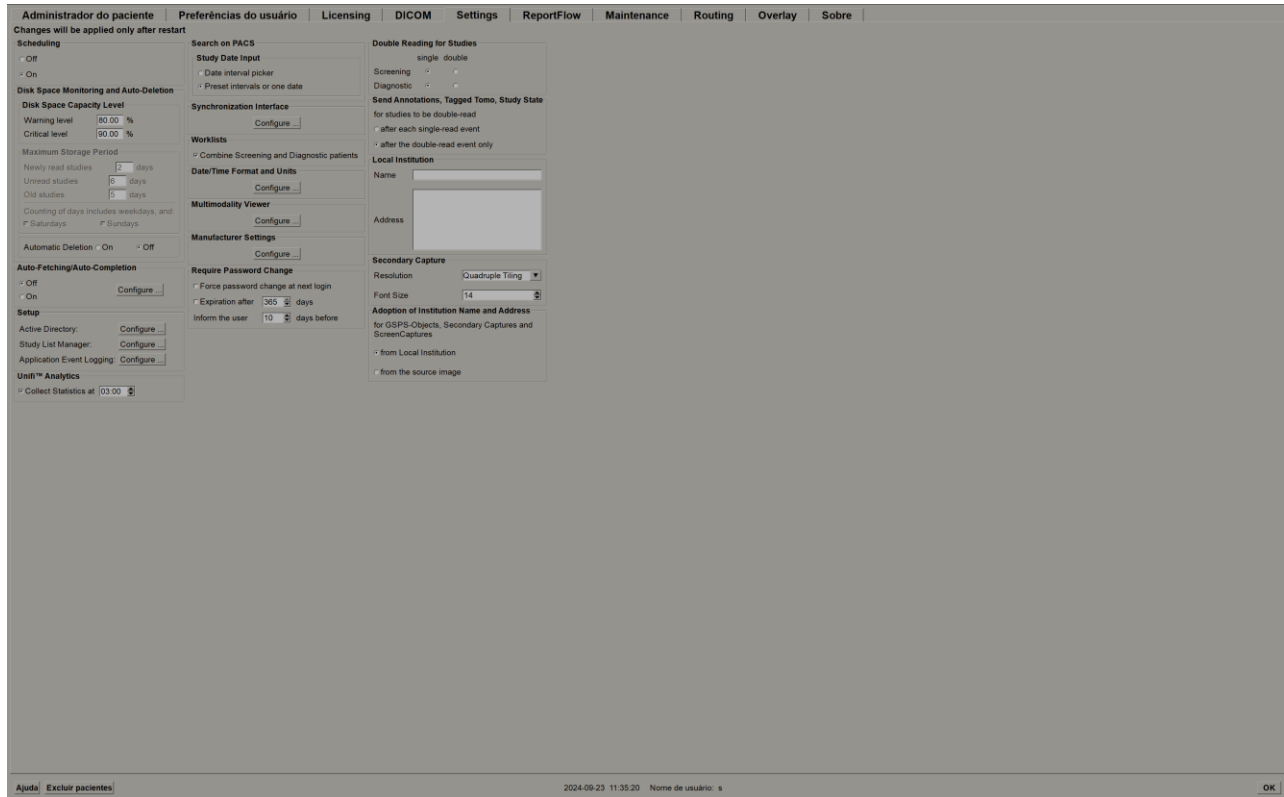 Administrador do paciente Preferências do usuário Licensing DICOM Settings ReportFlow Maintenance Routing Overlay Sobre
Changes will be applied only after restart
Scheduling
Off
On
Disk Space Monitoring and Auto-Deletion
Disk Space Capacity Level
Warning level 80.00 %
Critical level 90.00 %
Maximum Storage Period
Newly read studies 2 days
Unread studies 6 days
Old studies 5 days
Counting of days includes weekdays, and:
Saturdays Sundays
Automatic Deletion On Off
Auto-Fetching/Auto-Completion
Off
On
Configure ...
Setup
Active Directory: Configure ...
Study List Manager: Configure ...
Application Event Logging: Configure ...
Unifi™ Analytics
Collect Statistics at 03:00
Search on PACS
Study Date Input
Date interval picker
Preset intervals or one date
Synchronization Interface
Configure ...
Worklists
Combine Screening and Diagnostic patients
Date/Time Format and Units
Configure ...
Multimodality Viewer
Configure ...
Manufacturer Settings
Configure ...
Require Password Change
Force password change at next login
Expiration after 365 days
Inform the user 10 days before
Double Reading for Studies
single double
Screening
Diagnostic
Send Annotations, Tagged Tomo, Study State
for studies to be double-read
after each single-read event
after the double-read event only
Local Institution
Name
Address
Secondary Capture
Resolution Quadruple Tiling
Font Size 14
Adoption of Institution Name and Address
for GSPS-Objects, Secondary Captures and
ScreenCaptures
from Local Institution
from the source image
Ajuda Excluir pacientes 2024-09-23 11:35:20 Nome de usuário: s OK